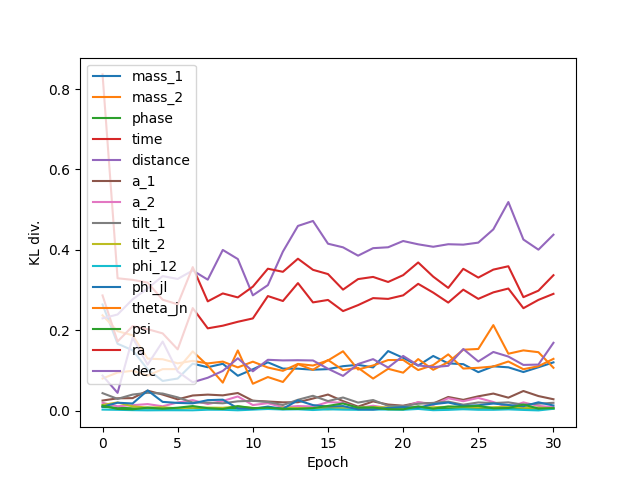 KL div.
0.8
0.6
0.4
0.2
0.0
mass_1
mass_2
phase
time
distance
a_1
a_2
tilt_1
tilt_2
phi_12
phi_jl
theta_jn
psi
ra
dec
0 5 10 15 20 25 30
Epoch